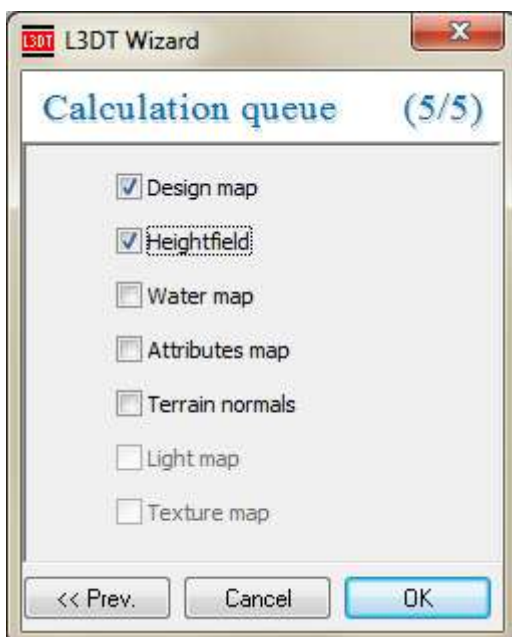 L3DT L3DT Wizard
Calculation queue (5/5)
Design map
Heightfield
Water map
Attributes map
Terrain normals
Light map
Texture map
<< Prev. Cancel OK